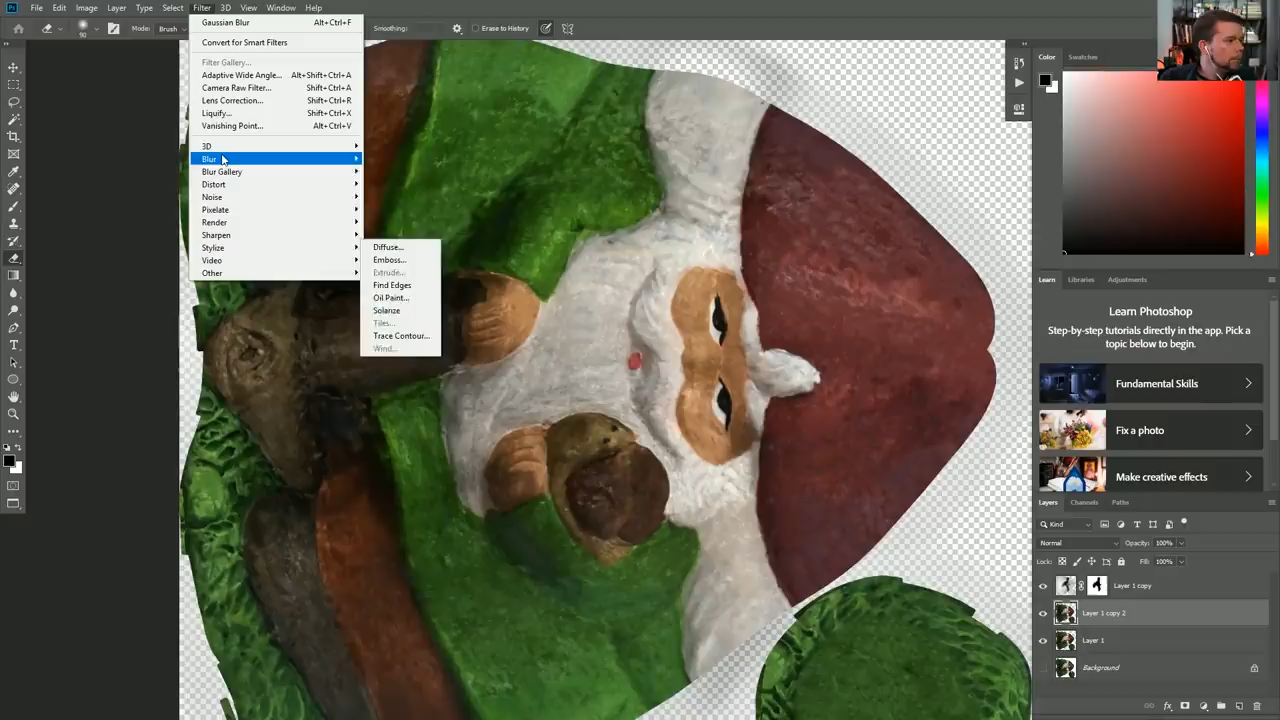 Ps File Edit Image Layer Type Select Filter 3D View Window Help
90 Mode: Brush Smoothing: Erase to History
Gaussian Blur Alt+Ctrl+F
Convert for Smart Filters
Filter Gallery...
Adaptive Wide Angle... Alt+Shift+Ctrl+A
Camera Raw Filter... Shift+Ctrl+A
Lens Correction... Shift+Ctrl+R
Liquify... Shift+Ctrl+X
Vanishing Point... Alt+Ctrl+V
3D
Blur
Blur Gallery
Distort
Noise
Pixelate
Render
Sharpen
Stylize
Video
Other
Diffuse...
Emboss...
Extrude...
Find Edges
Oil Paint...
Solarize
Tiles...
Trace Contour...
Wind...
Color Swatches
Learn Libraries Adjustments
Learn Photoshop
Step-by-step tutorials directly in the app. Pick a
topic below to begin.
Fundamental Skills
Fix a photo
Make creative effects
Layers Channels Paths
Kind
Normal Opacity: 100%
Lock: Fill: 100%
Layer 1 copy
Layer 1 copy 2
Layer 1
Background